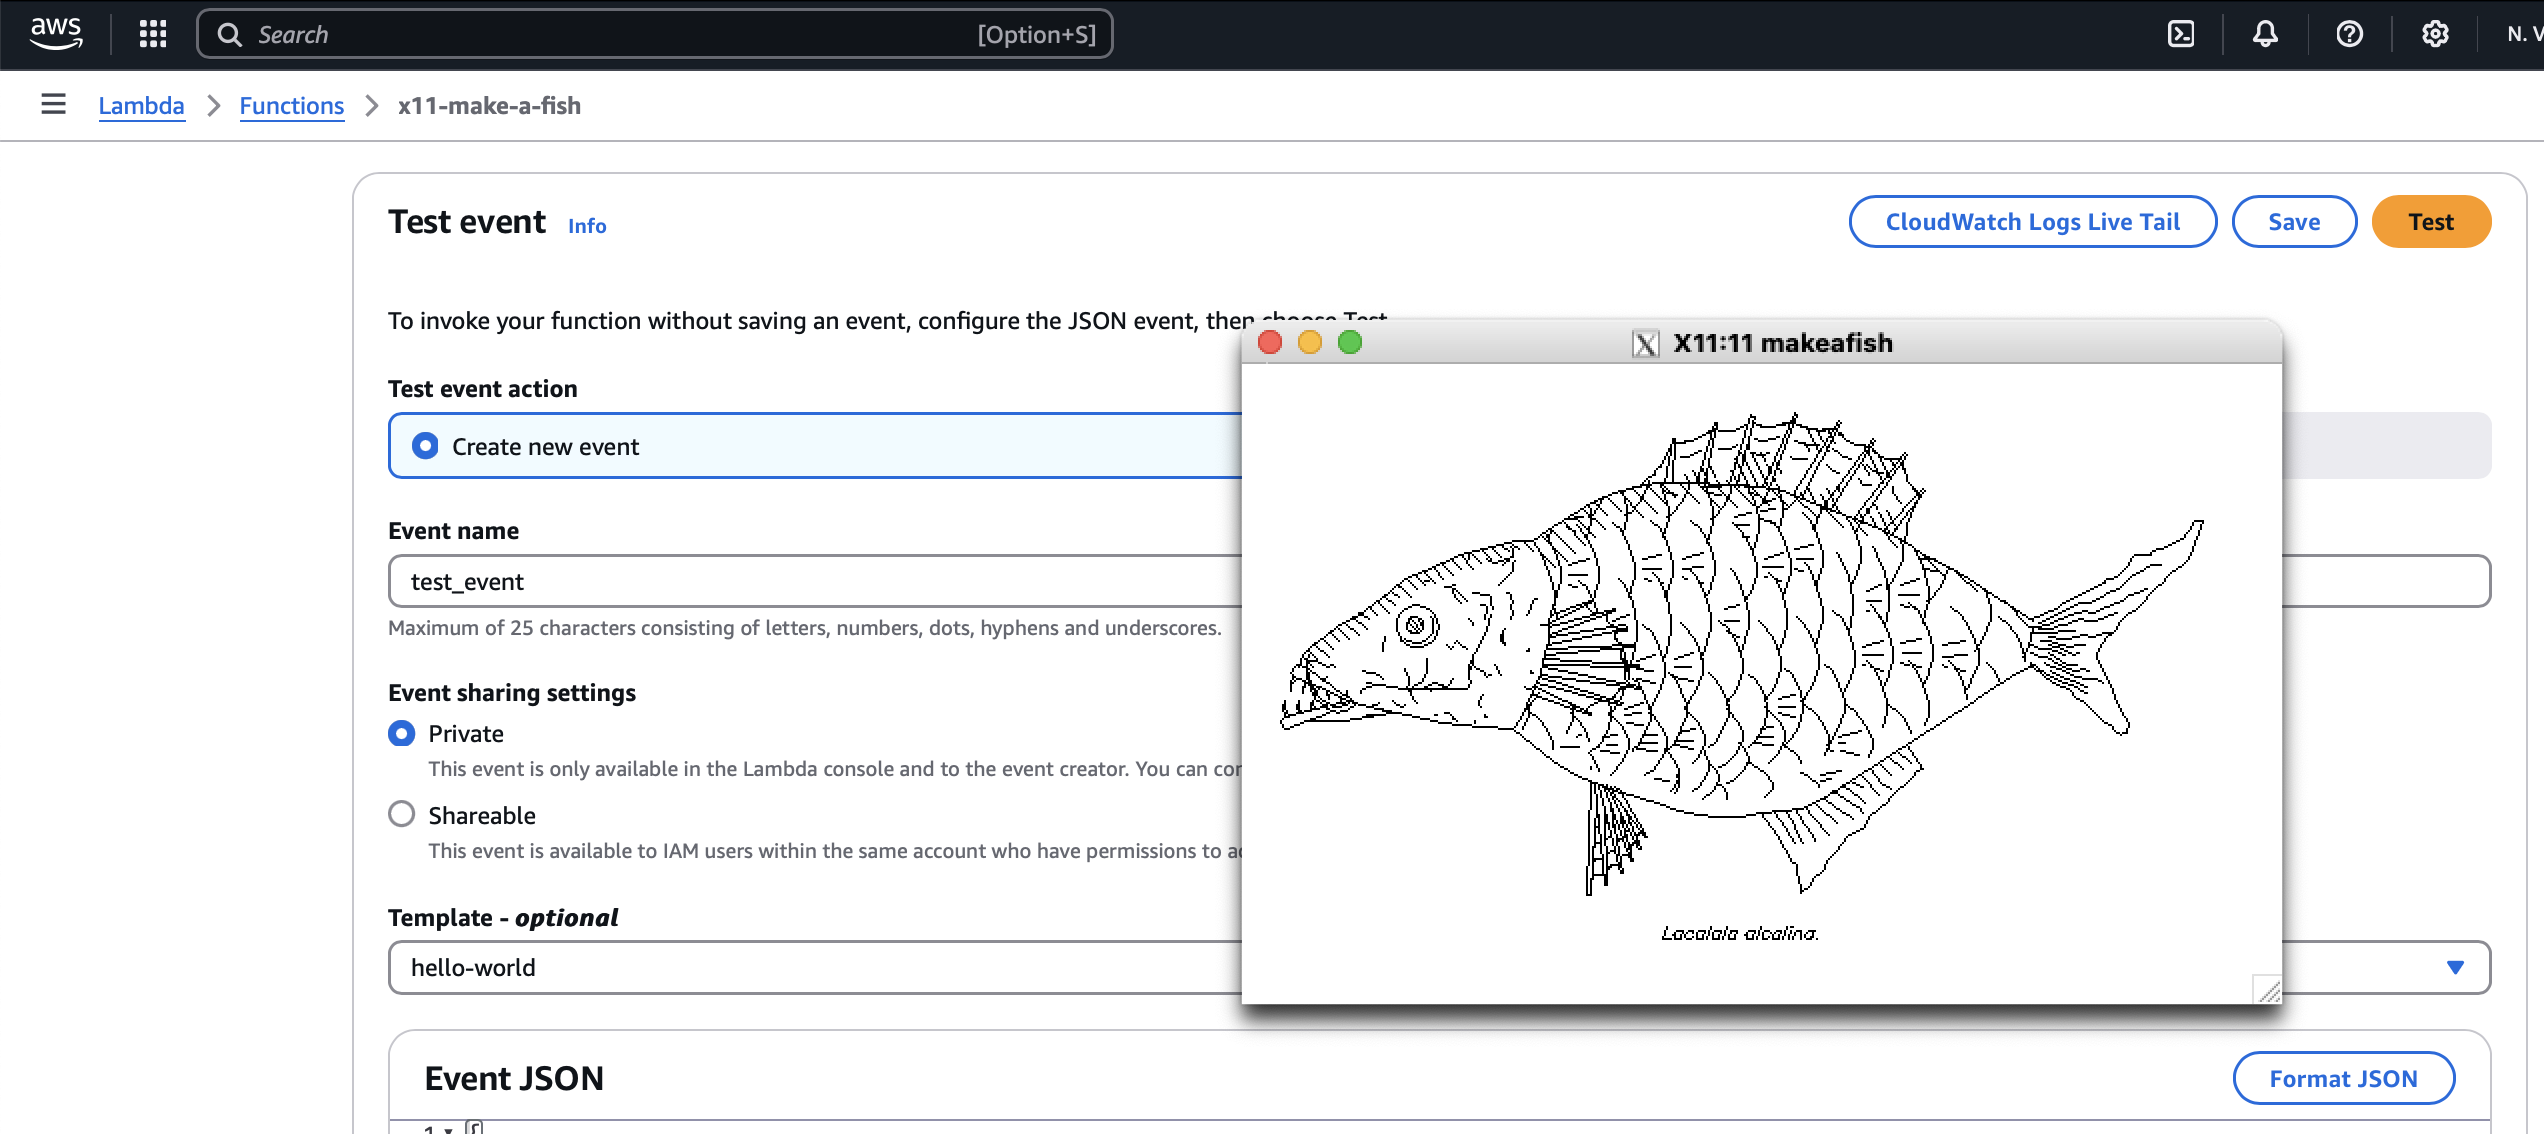 aws
Search [Option+S]
N. V
Lambda > Functions > x11-make-a-fish
Test event Info
CloudWatch Logs Live Tail
Save
Test
To invoke your function without saving an event, configure the JSON event, then choose Test
X11:11 makeafish
Test event action
Create new event
Event name
test_event
Maximum of 25 characters consisting of letters, numbers, dots, hyphens and underscores.
Event sharing settings
Private
This event is only available in the Lambda console and to the event creator. You can cor
Shareable
This event is available to IAM users within the same account who have permissions to a
Template - optional
hello-world
Lacalala alcalina.
Event JSON
Format JSON
1 {